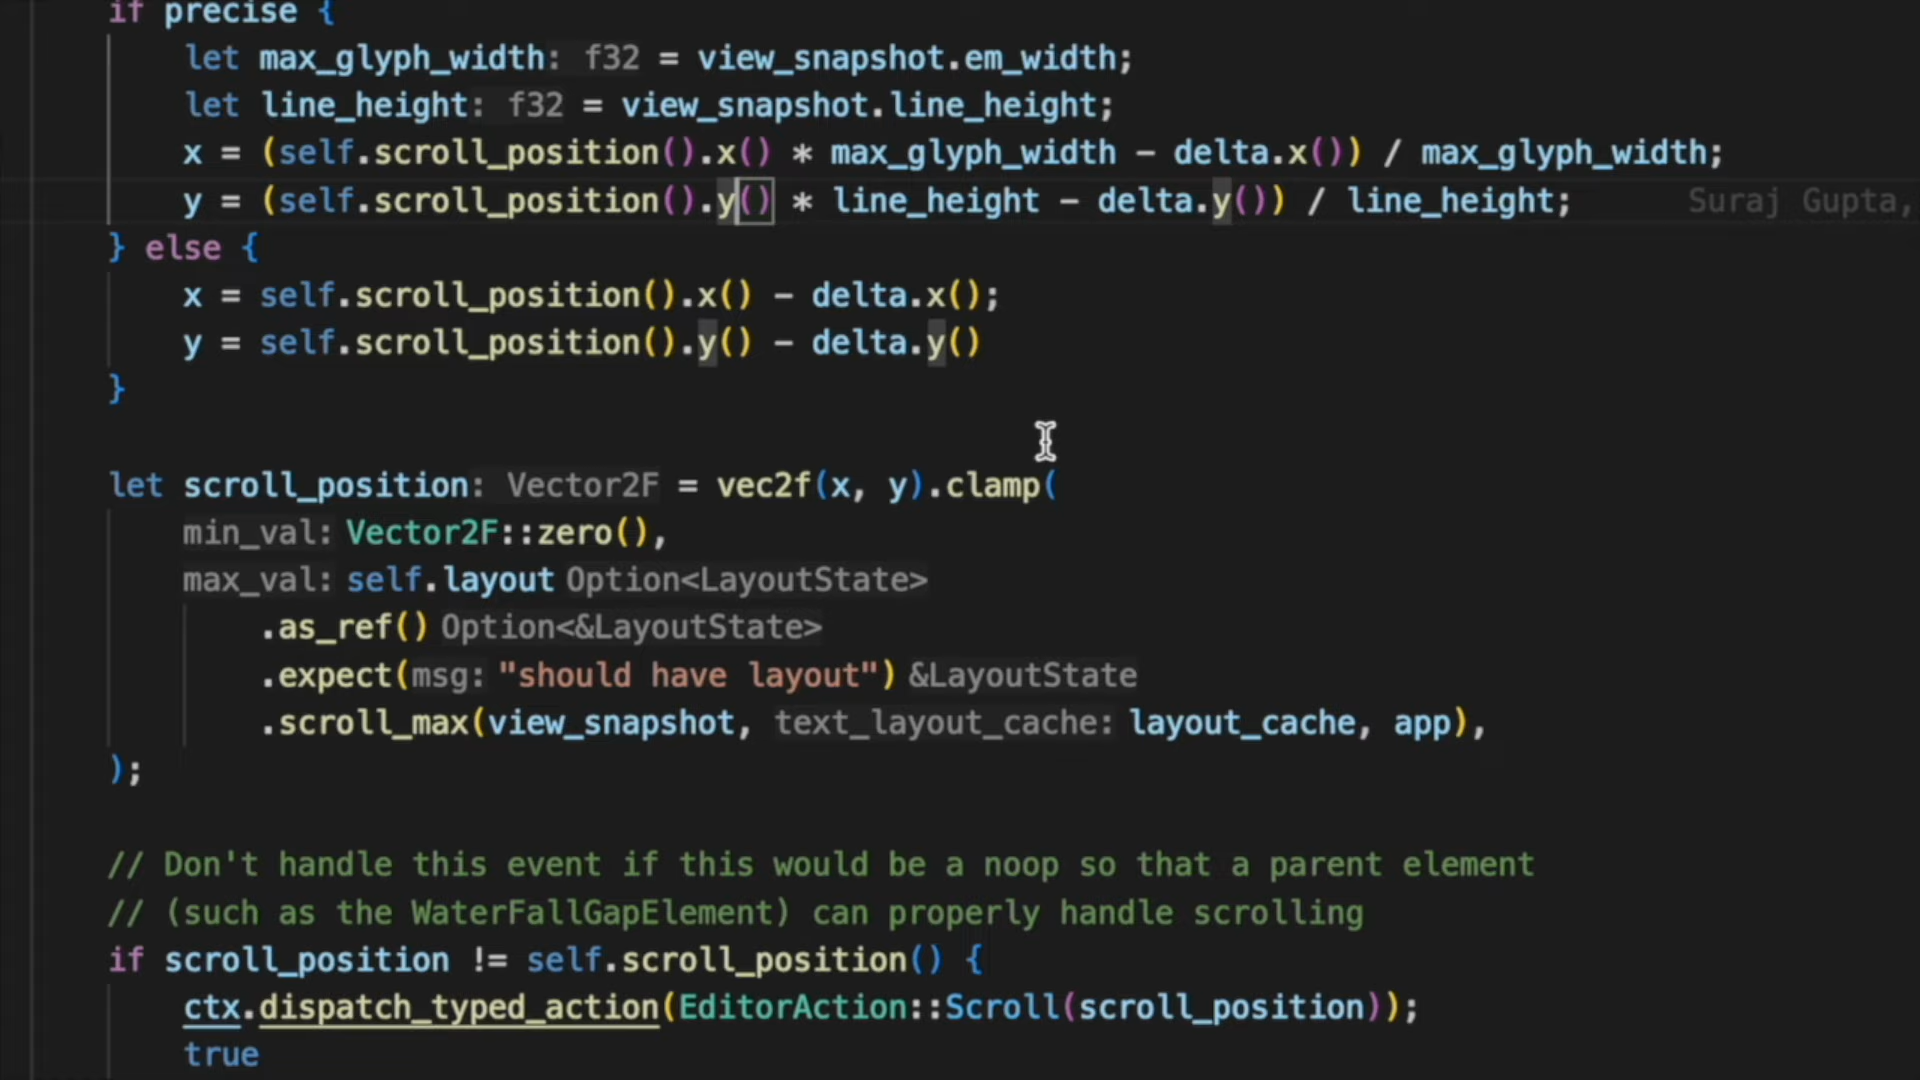 if precise {
let max_glyph_width: f32 = view_snapshot.em_width;
let line_height: f32 = view_snapshot.line_height;
x = (self.scroll_position().x() * max_glyph_width - delta.x()) / max_glyph_width;
y = (self.scroll_position().y() * line_height - delta.y()) / line_height; Suraj Gupta,
} else {
x = self.scroll_position().x() - delta.x();
y = self.scroll_position().y() - delta.y()
}
let scroll_position: Vector2F = vec2f(x, y).clamp(
min_val: Vector2F::zero(),
max_val: self.layout Option<LayoutState>
.as_ref() Option<&LayoutState>
.expect(msg: "should have layout") &LayoutState
.scroll_max(view_snapshot, text_layout_cache: layout_cache, app),
);
// Don't handle this event if this would be a noop so that a parent element
// (such as the WaterFallGapElement) can properly handle scrolling
if scroll_position != self.scroll_position() {
ctx.dispatch_typed_action(EditorAction::Scroll(scroll_position));
true